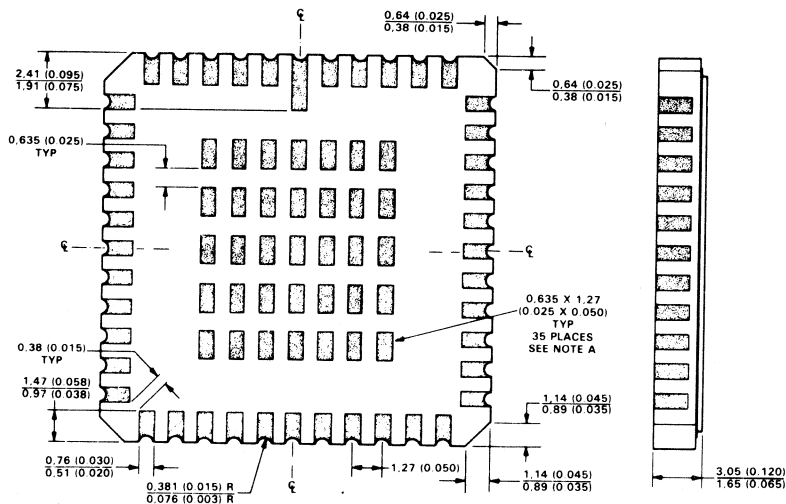 ℄
0,64 (0.025)
0.38 (0.015)
2,41 (0.095)
1,91 (0.075)
0,64 (0.025)
0,38 (0.015)
0,635 (0.025)
TYP
℄
℄
0,635 X 1,27
(0.025 X 0.050)
TYP
35 PLACES
SEE NOTE A
0,38 (0.015)
TYP
1,47 (0.058)
0,97 (0.038)
1,14 (0.045)
0,89 (0.035)
0,76 (0.030)
0,51 (0.020)
0,381 (0.015) R
0,076 (0.003) R
℄
1,27 (0.050)
1,14 (0.045)
0,89 (0.035)
3,05 (0.120)
1,65 (0.065)